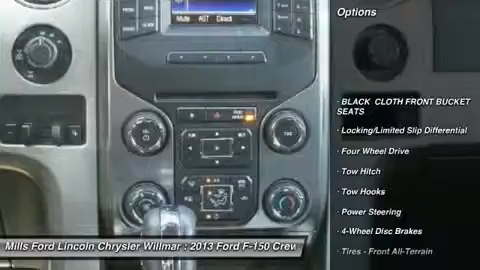 Mute AST Direct
Options
· BLACK CLOTH FRONT BUCKET
SEATS
· Locking/Limited Slip Differential
· Four Wheel Drive
· Tow Hitch
· Tow Hooks
· Power Steering
· 4-Wheel Disc Brakes
· Tires - Front All-Terrain
Mills Ford Lincoln Chrysler Willmar : 2013 Ford F-150 Crew